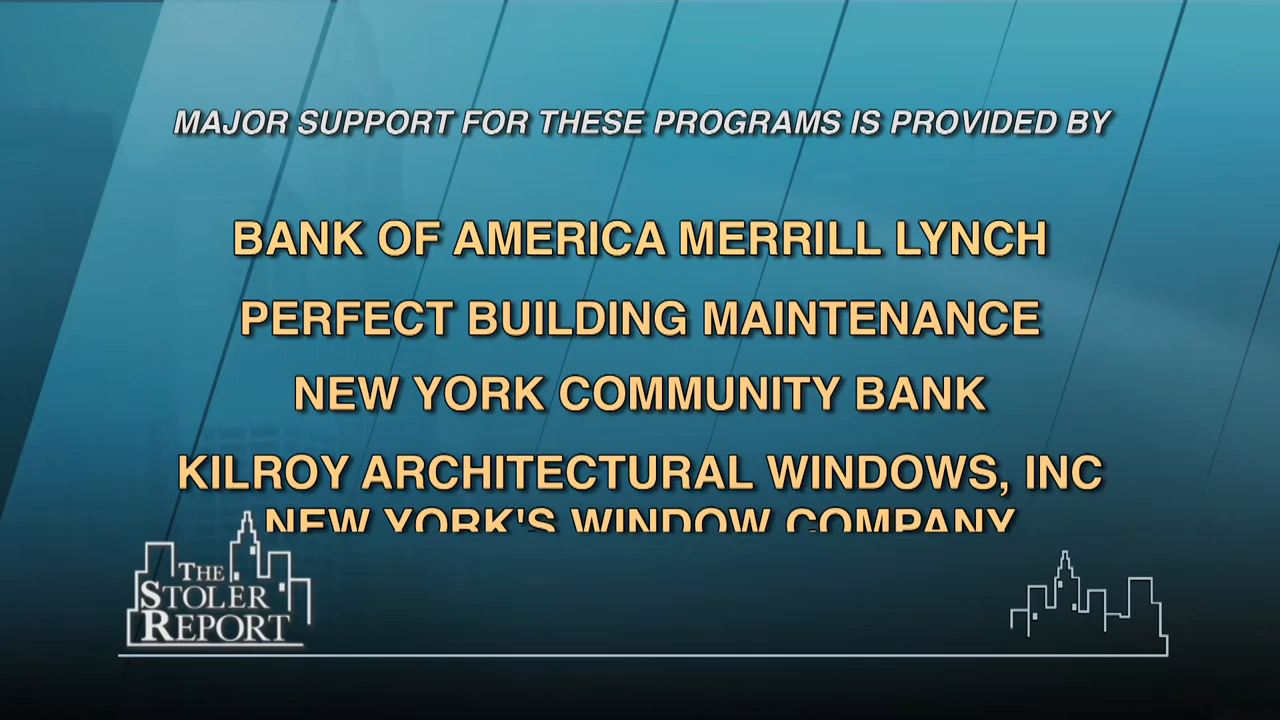 MAJOR SUPPORT FOR THESE PROGRAMS IS PROVIDED BY
BANK OF AMERICA MERRILL LYNCH
PERFECT BUILDING MAINTENANCE
NEW YORK COMMUNITY BANK
KILROY ARCHITECTURAL WINDOWS, INC
NEW YORK'S WINDOW COMPANY
THE
STOLER
REPORT